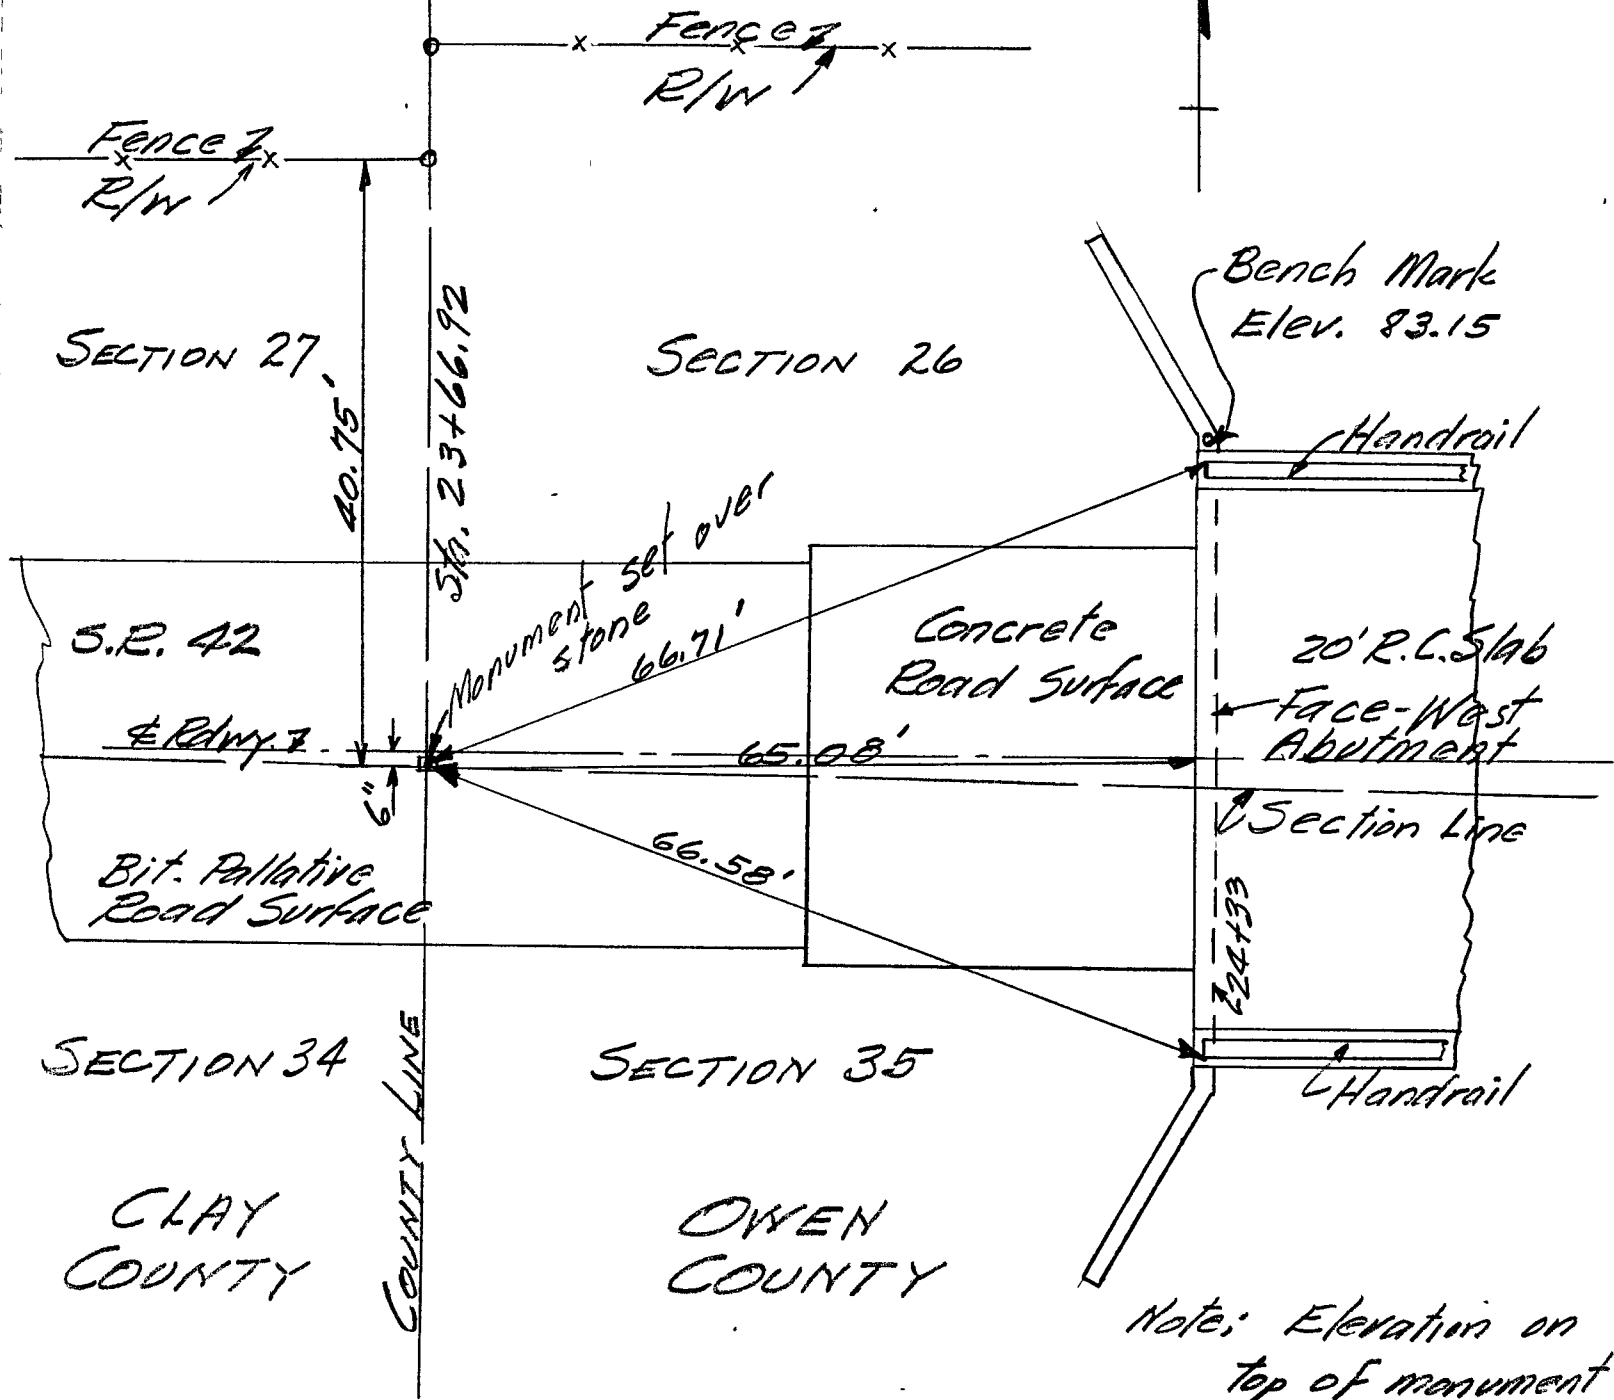 Fence
R/W
Fence
R/W
Bench Mark
Elev. 83.15
SECTION 27
SECTION 26
40.75'
Sta. 23+66.92
Handrail
Monument set over
stone
66.71'
S.R. 42
Concrete
Road Surface
20' R.C. Slab
Face-West
Abutment
℄ Rdwy.
65.08'
6"
Section Line
66.58'
Bit. Pallative
Road Surface
24+33
SECTION 34
SECTION 35
Handrail
COUNTY LINE
CLAY
COUNTY
OWEN
COUNTY
Note: Elevation on
top of monument